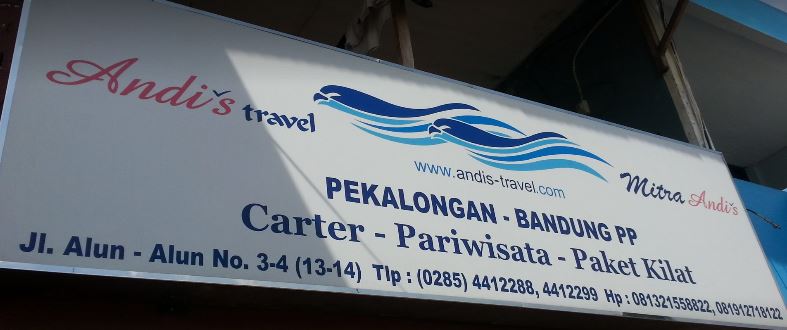 Andi's travel
www.andis-travel.com
Mitra Andi's
PEKALONGAN - BANDUNG PP
Carter - Pariwisata - Paket Kilat
Jl. Alun - Alun No. 3-4 (13-14) Tlp : (0285) 4412288, 4412299 Hp : 081321558822, 081912718122